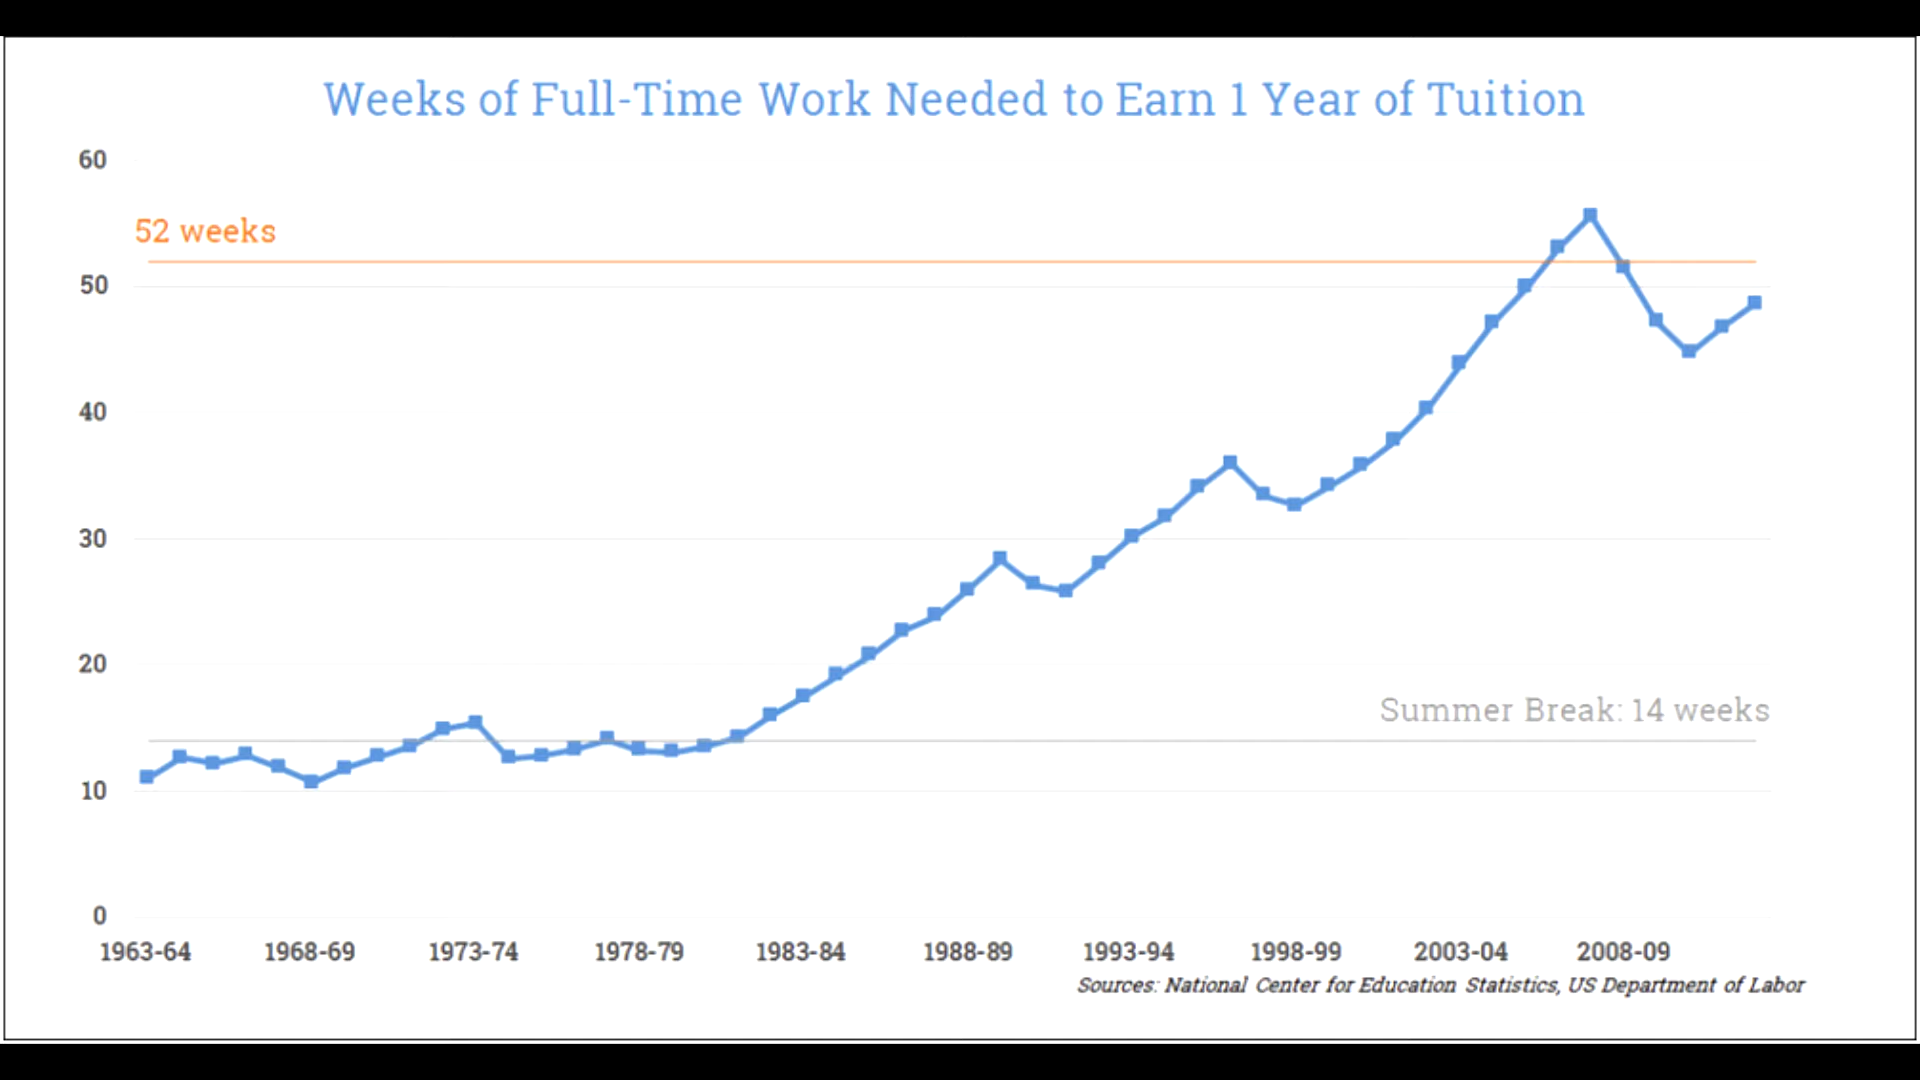 Weeks of Full-Time Work Needed to Earn 1 Year of Tuition
60
52 weeks
50
40
30
20
Summer Break: 14 weeks
10
0
1963-64 1968-69 1973-74 1978-79 1983-84 1988-89 1993-94 1998-99 2003-04 2008-09
Sources: National Center for Education Statistics, US Department of Labor